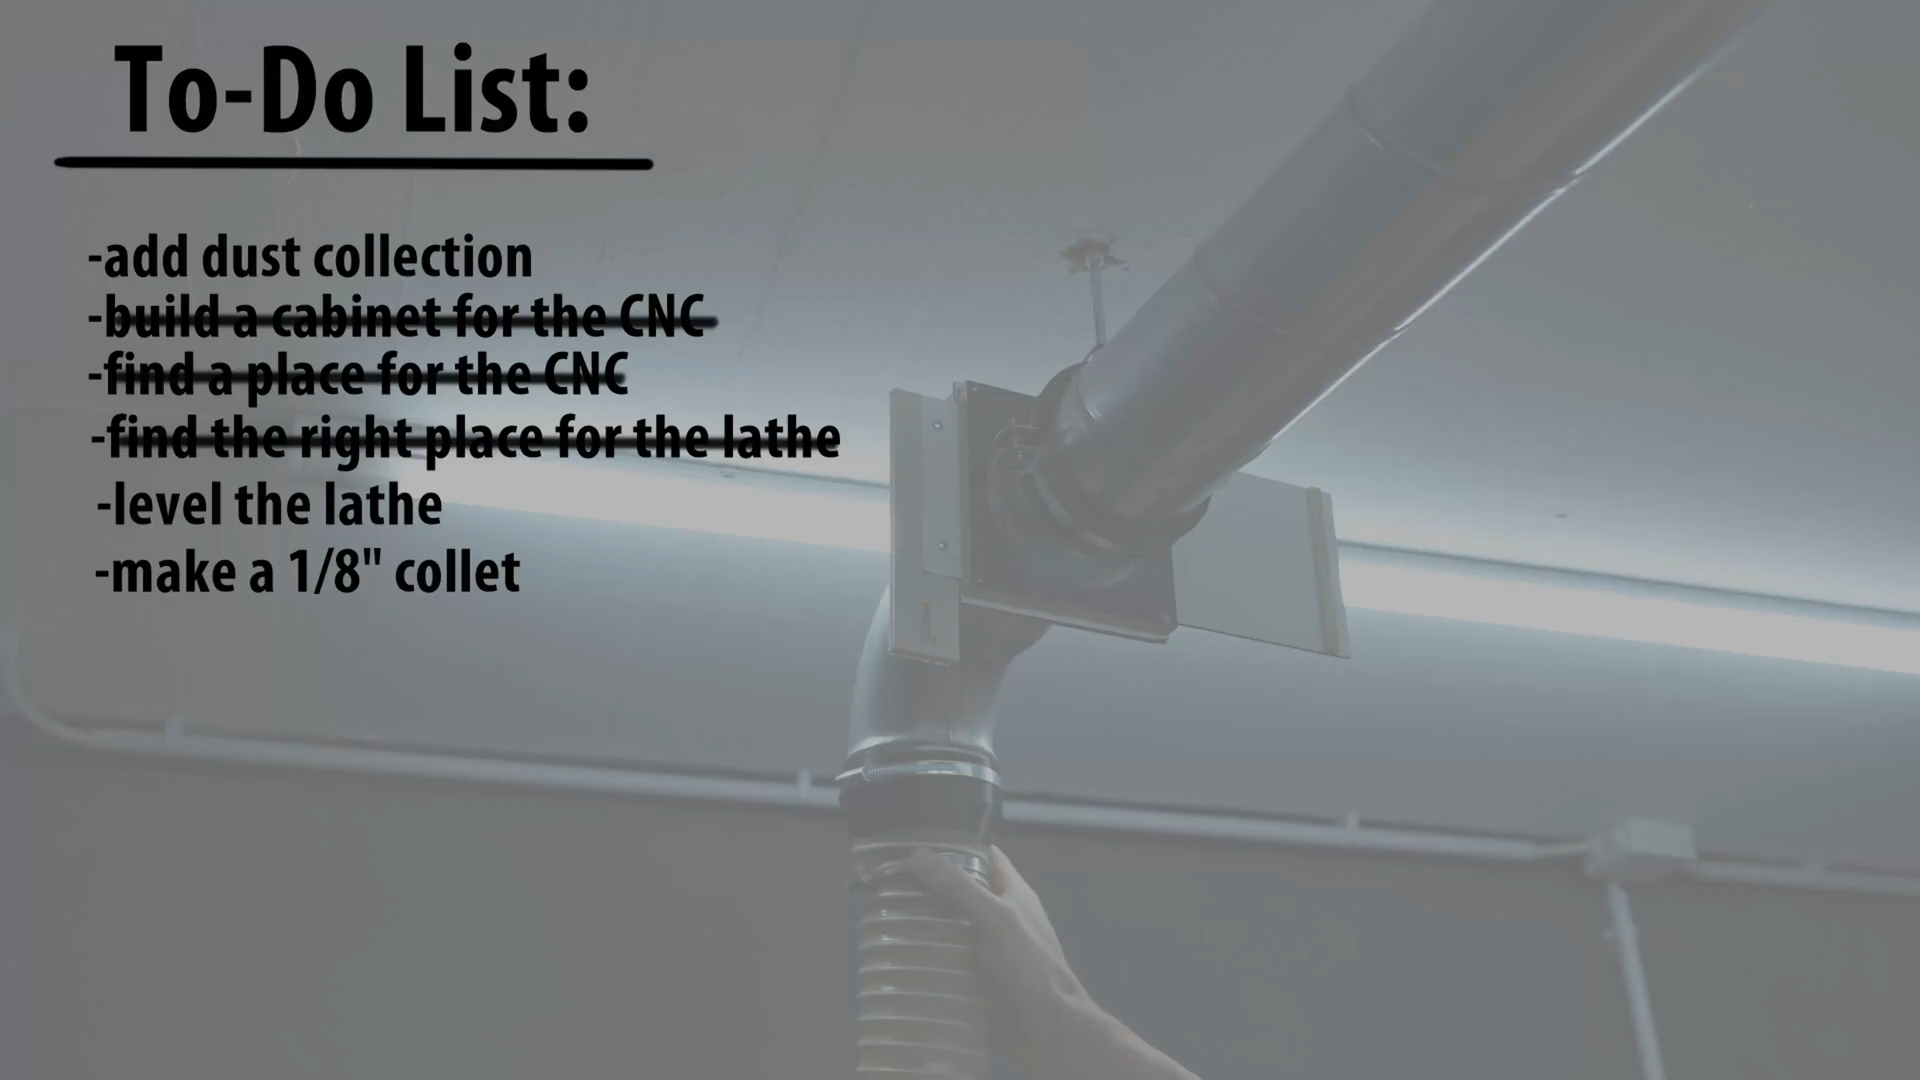 To-Do List:
-add dust collection
-build a cabinet for the CNC
-find a place for the CNC
-find the right place for the lathe
-level the lathe
-make a 1/8" collet